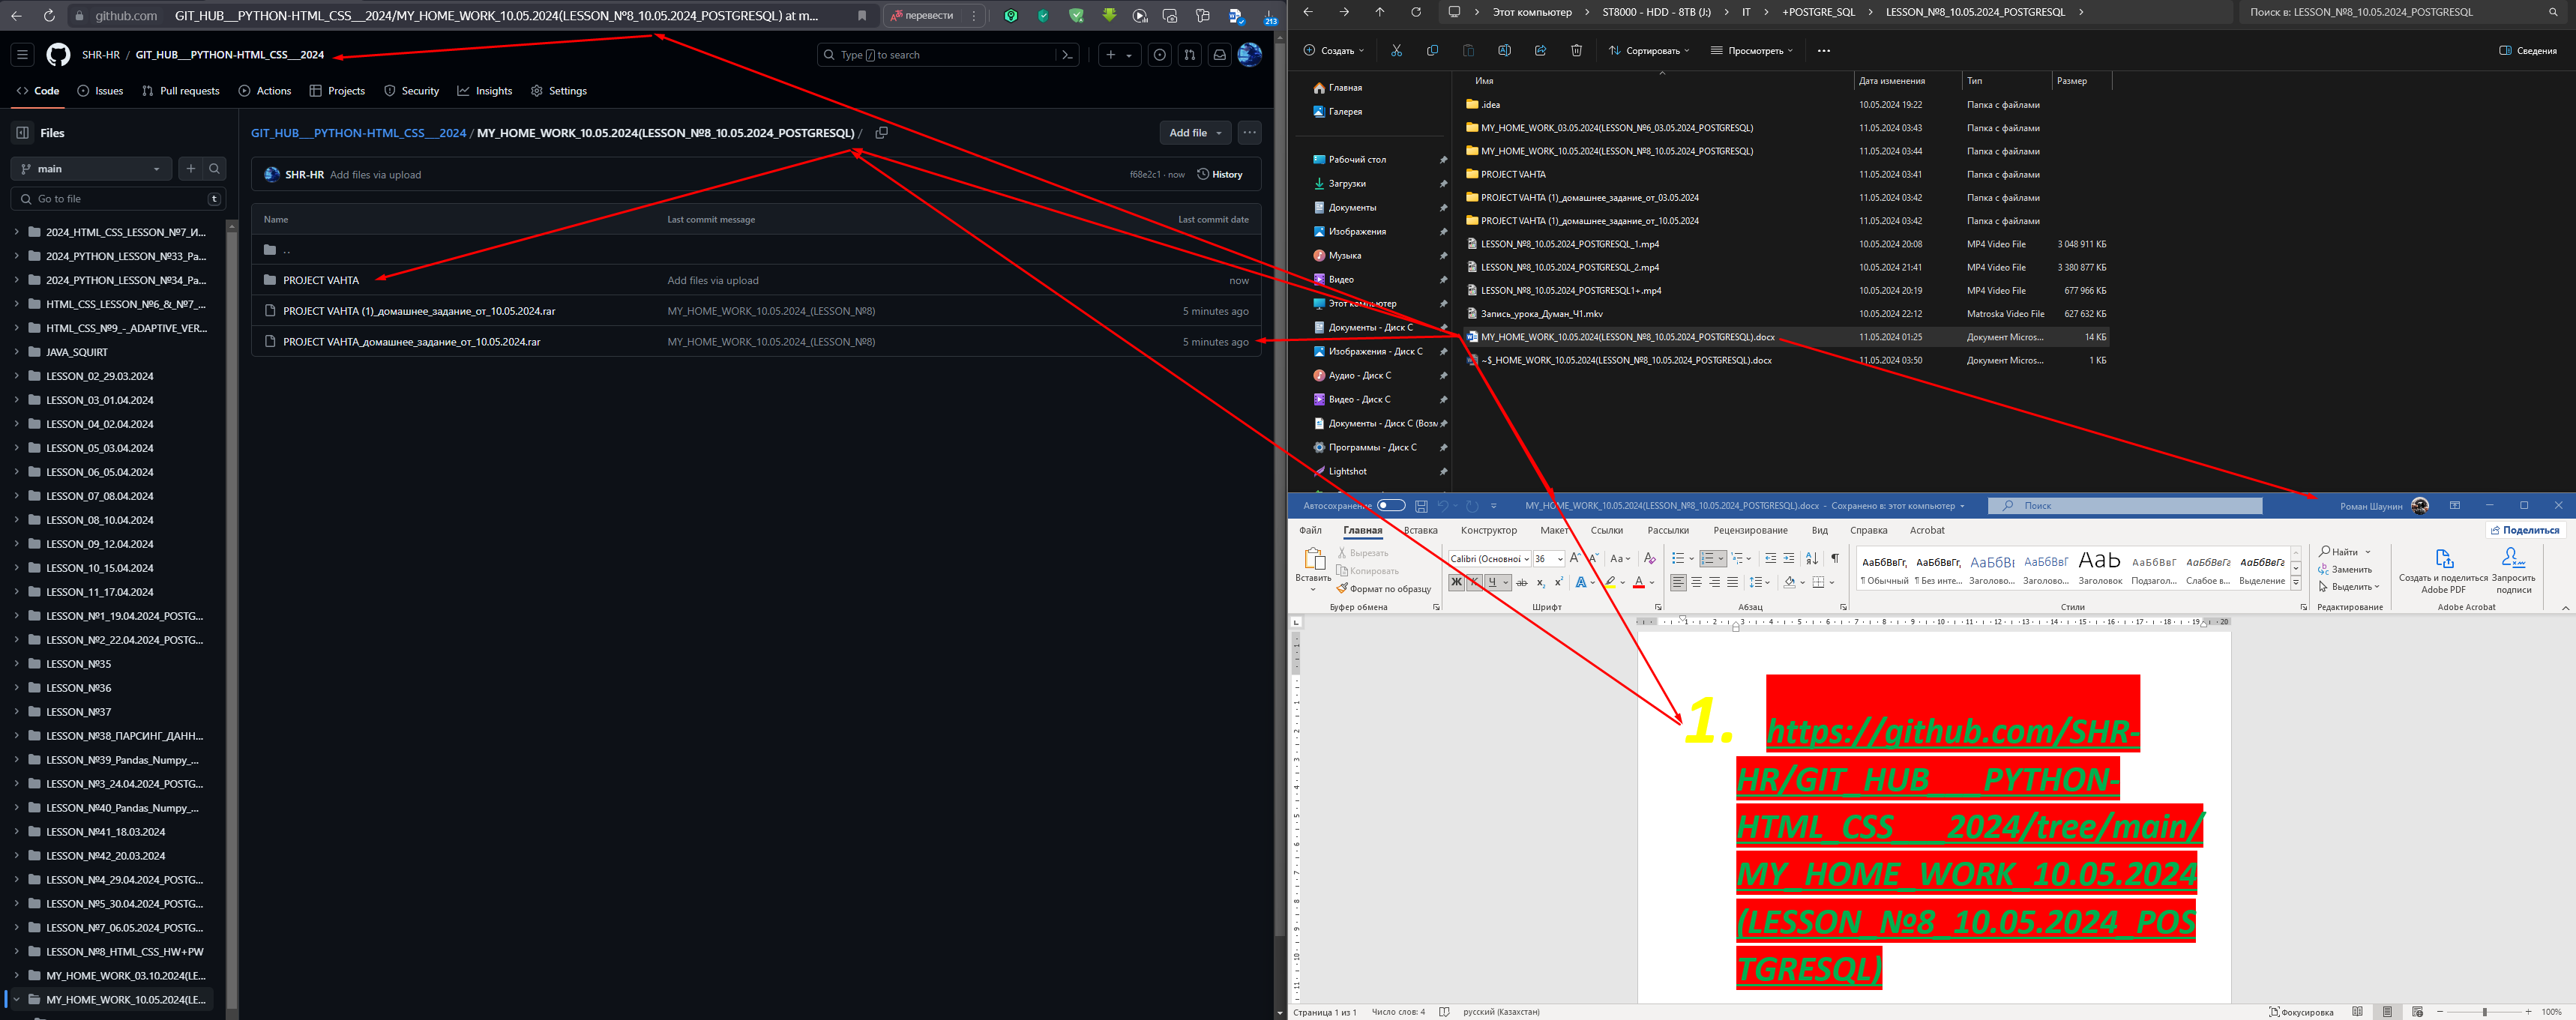 github.com
GIT_HUB___PYTHON-HTML_CSS___2024/MY_HOME_WORK_10.05.2024(LESSON_№8_10.05.2024_POSTGRESQL) at m...
перевести
213
SHR-HR / GIT_HUB___PYTHON-HTML_CSS___2024
Type / to search
Code
Issues
Pull requests
Actions
Projects
Security
Insights
Settings
Files
main
Go to file
t
2024_HTML_CSS_LESSON_№7_И...
2024_PYTHON_LESSON_№33_Pa...
2024_PYTHON_LESSON_№34_Pa...
HTML_CSS_LESSON_№6_&_№7_...
HTML_CSS_№9_-_ADAPTIVE_VER...
JAVA_SQUIRT
LESSON_02_29.03.2024
LESSON_03_01.04.2024
LESSON_04_02.04.2024
LESSON_05_03.04.2024
LESSON_06_05.04.2024
LESSON_07_08.04.2024
LESSON_08_10.04.2024
LESSON_09_12.04.2024
LESSON_10_15.04.2024
LESSON_11_17.04.2024
LESSON_№1_19.04.2024_POSTG...
LESSON_№2_22.04.2024_POSTG...
LESSON_№35
LESSON_№36
LESSON_№37
LESSON_№38_ПАРСИНГ_ДАНН...
LESSON_№39_Pandas_Numpy_...
LESSON_№3_24.04.2024_POSTG...
LESSON_№40_Pandas_Numpy_...
LESSON_№41_18.03.2024
LESSON_№42_20.03.2024
LESSON_№4_29.04.2024_POSTG...
LESSON_№5_30.04.2024_POSTG...
LESSON_№7_06.05.2024_POSTG...
LESSON_№8_HTML_CSS_HW+PW
MY_HOME_WORK_03.10.2024(LE...
MY_HOME_WORK_10.05.2024(LE...
GIT_HUB___PYTHON-HTML_CSS___2024 / MY_HOME_WORK_10.05.2024(LESSON_№8_10.05.2024_POSTGRESQL) /
Add file
SHR-HR Add files via upload
f68e2c1 · now
History
Name Last commit message Last commit date
..
PROJECT VAHTA Add files via upload now
PROJECT VAHTA (1)_домашнее_задание_от_10.05.2024.rar MY_HOME_WORK_10.05.2024_(LESSON_№8) 5 minutes ago
PROJECT VAHTA_домашнее_задание_от_10.05.2024.rar MY_HOME_WORK_10.05.2024_(LESSON_№8) 5 minutes ago
Этот компьютер > ST8000 - HDD - 8TB (J:) > IT > +POSTGRE_SQL > LESSON_№8_10.05.2024_POSTGRESQL >
Поиск в: LESSON_№8_10.05.2024_POSTGRESQL
Создать
Сортировать
Просмотреть
Сведения
Главная
Галерея
Рабочий стол
Загрузки
Документы
Изображения
Музыка
Видео
Этот компьютер
Документы - Диск C
Изображения - Диск C
Аудио - Диск C
Видео - Диск C
Документы - Диск C (Возм
Программы - Диск C
Lightshot
Имя Дата изменения Тип Размер
.idea 10.05.2024 19:22 Папка с файлами
MY_HOME_WORK_03.05.2024(LESSON_№6_03.05.2024_POSTGRESQL) 11.05.2024 03:43 Папка с файлами
MY_HOME_WORK_10.05.2024(LESSON_№8_10.05.2024_POSTGRESQL) 11.05.2024 03:44 Папка с файлами
PROJECT VAHTA 11.05.2024 03:41 Папка с файлами
PROJECT VAHTA (1)_домашнее_задание_от_03.05.2024 11.05.2024 03:42 Папка с файлами
PROJECT VAHTA (1)_домашнее_задание_от_10.05.2024 11.05.2024 03:42 Папка с файлами
LESSON_№8_10.05.2024_POSTGRESQL_1.mp4 10.05.2024 20:08 MP4 Video File 3 048 911 КБ
LESSON_№8_10.05.2024_POSTGRESQL_2.mp4 10.05.2024 21:41 MP4 Video File 3 380 877 КБ
LESSON_№8_10.05.2024_POSTGRESQL1+.mp4 10.05.2024 20:19 MP4 Video File 677 966 КБ
Запись_урока_Думан_Ч1.mkv 10.05.2024 22:12 Matroska Video File 627 632 КБ
MY_HOME_WORK_10.05.2024(LESSON_№8_10.05.2024_POSTGRESQL).docx 11.05.2024 01:25 Документ Micros... 14 КБ
~$_HOME_WORK_10.05.2024(LESSON_№8_10.05.2024_POSTGRESQL).docx 11.05.2024 03:50 Документ Micros... 1 КБ
Автосохранение
MY_HOME_WORK_10.05.2024(LESSON_№8_10.05.2024_POSTGRESQL).docx - Сохранено в: этот компьютер
Поиск
Роман Шаунин
Файл Главная Вставка Конструктор Макет Ссылки Рассылки Рецензирование Вид Справка Acrobat
Поделиться
Вставить
Вырезать
Копировать
Формат по образцу
Буфер обмена
Calibri (Основной 36
Ж К Ч
Шрифт
Абзац
АаБбВвГг, АаБбВвГг, АаБбВı АаБбВвГ АаЬ АаБбВвГ АаБбВвГг АаБбВвГг
¶ Обычный ¶ Без инте... Заголово... Заголово... Заголовок Подзагол... Слабое в... Выделение
Стили
Найти
Заменить
Выделить
Редактирование
Создать и поделиться Adobe PDF
Запросить подписи
Adobe Acrobat
1. https://github.com/SHR-
HR/GIT_HUB___PYTHON-
HTML_CSS___2024/tree/main/
MY_HOME_WORK_10.05.2024
(LESSON_№8_10.05.2024_POS
TGRESQL)
Страница 1 из 1 Число слов: 4 русский (Казахстан)
Фокусировка
100%